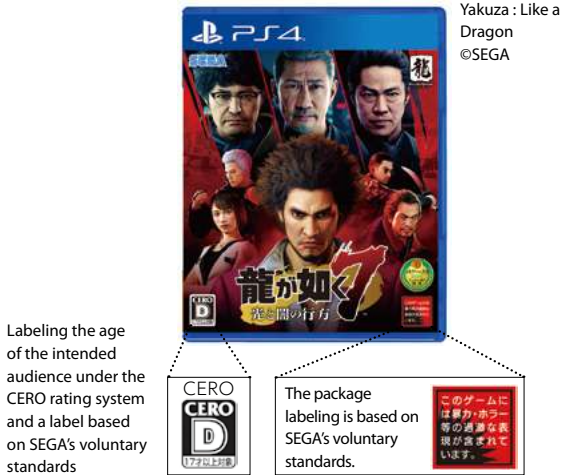 Yakuza : Like a
Dragon
©SEGA
PS4
SEGA
龍
龍が如く7
光と闇の行方
CERO
D
Labeling the age
of the intended
audience under the
CERO rating system
and a label based
on SEGA's voluntary
standards
CERO
CERO
D
17才以上対象
The package
labeling is based on
SEGA's voluntary
standards.
このゲームに
は暴力・ホラー
等の過激な表
現が含まれて
います。